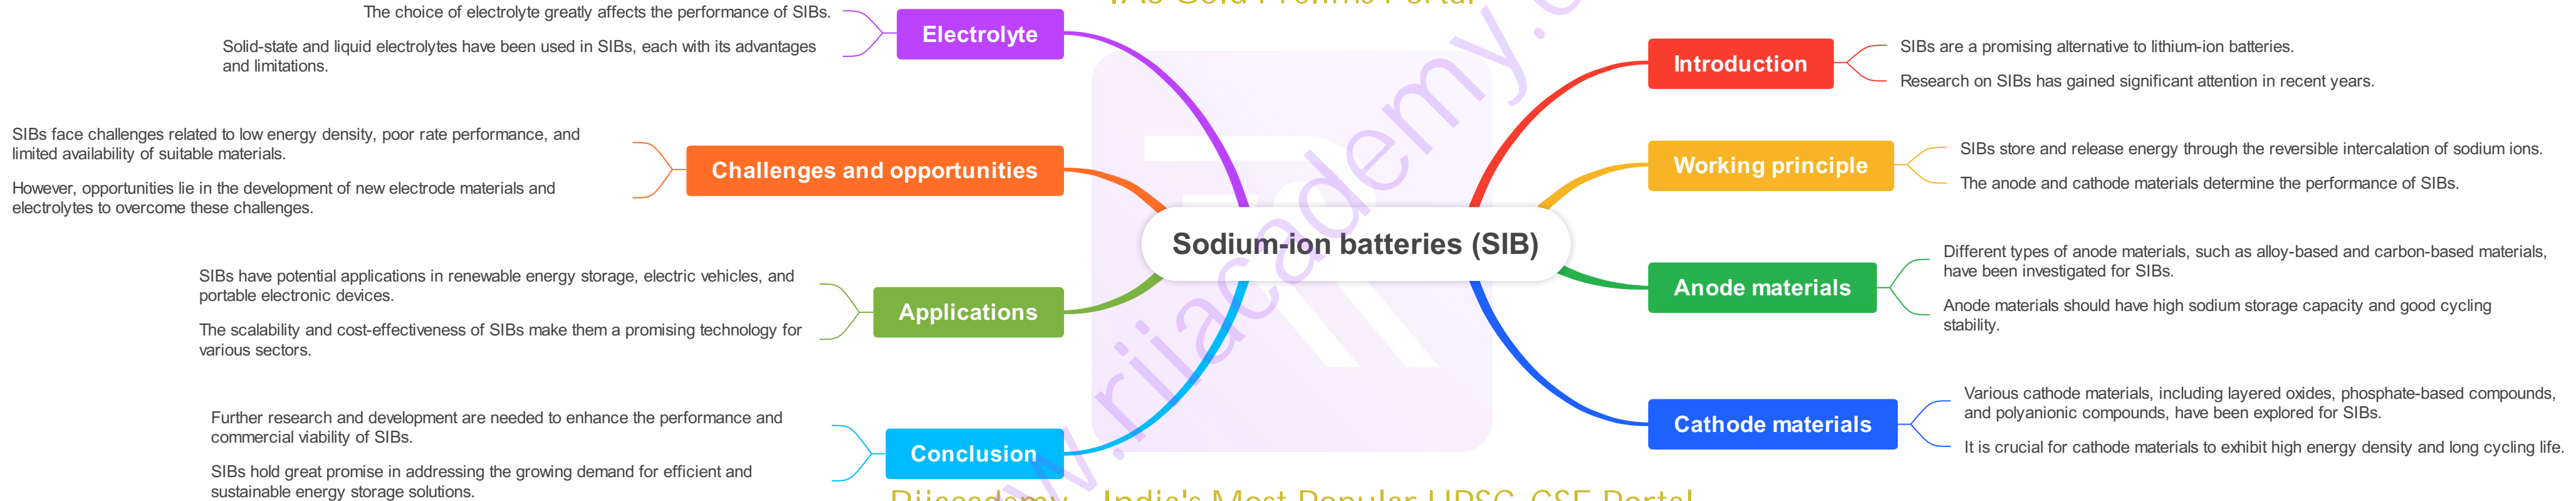 Sodium-ion batteries (SIB)
Introduction
SIBs are a promising alternative to lithium-ion batteries.
Research on SIBs has gained significant attention in recent years.
Working principle
SIBs store and release energy through the reversible intercalation of sodium ions.
The anode and cathode materials determine the performance of SIBs.
Anode materials
Different types of anode materials, such as alloy-based and carbon-based materials,
have been investigated for SIBs.
Anode materials should have high sodium storage capacity and good cycling
stability.
Cathode materials
Various cathode materials, including layered oxides, phosphate-based compounds,
and polyanionic compounds, have been explored for SIBs.
It is crucial for cathode materials to exhibit high energy density and long cycling life.
Electrolyte
The choice of electrolyte greatly affects the performance of SIBs.
Solid-state and liquid electrolytes have been used in SIBs, each with its advantages
and limitations.
Challenges and opportunities
SIBs face challenges related to low energy density, poor rate performance, and
limited availability of suitable materials.
However, opportunities lie in the development of new electrode materials and
electrolytes to overcome these challenges.
Applications
SIBs have potential applications in renewable energy storage, electric vehicles, and
portable electronic devices.
The scalability and cost-effectiveness of SIBs make them a promising technology for
various sectors.
Conclusion
Further research and development are needed to enhance the performance and
commercial viability of SIBs.
SIBs hold great promise in addressing the growing demand for efficient and
sustainable energy storage solutions.
w.rijacademy.
India's Most Popular UPSC CSE Portal